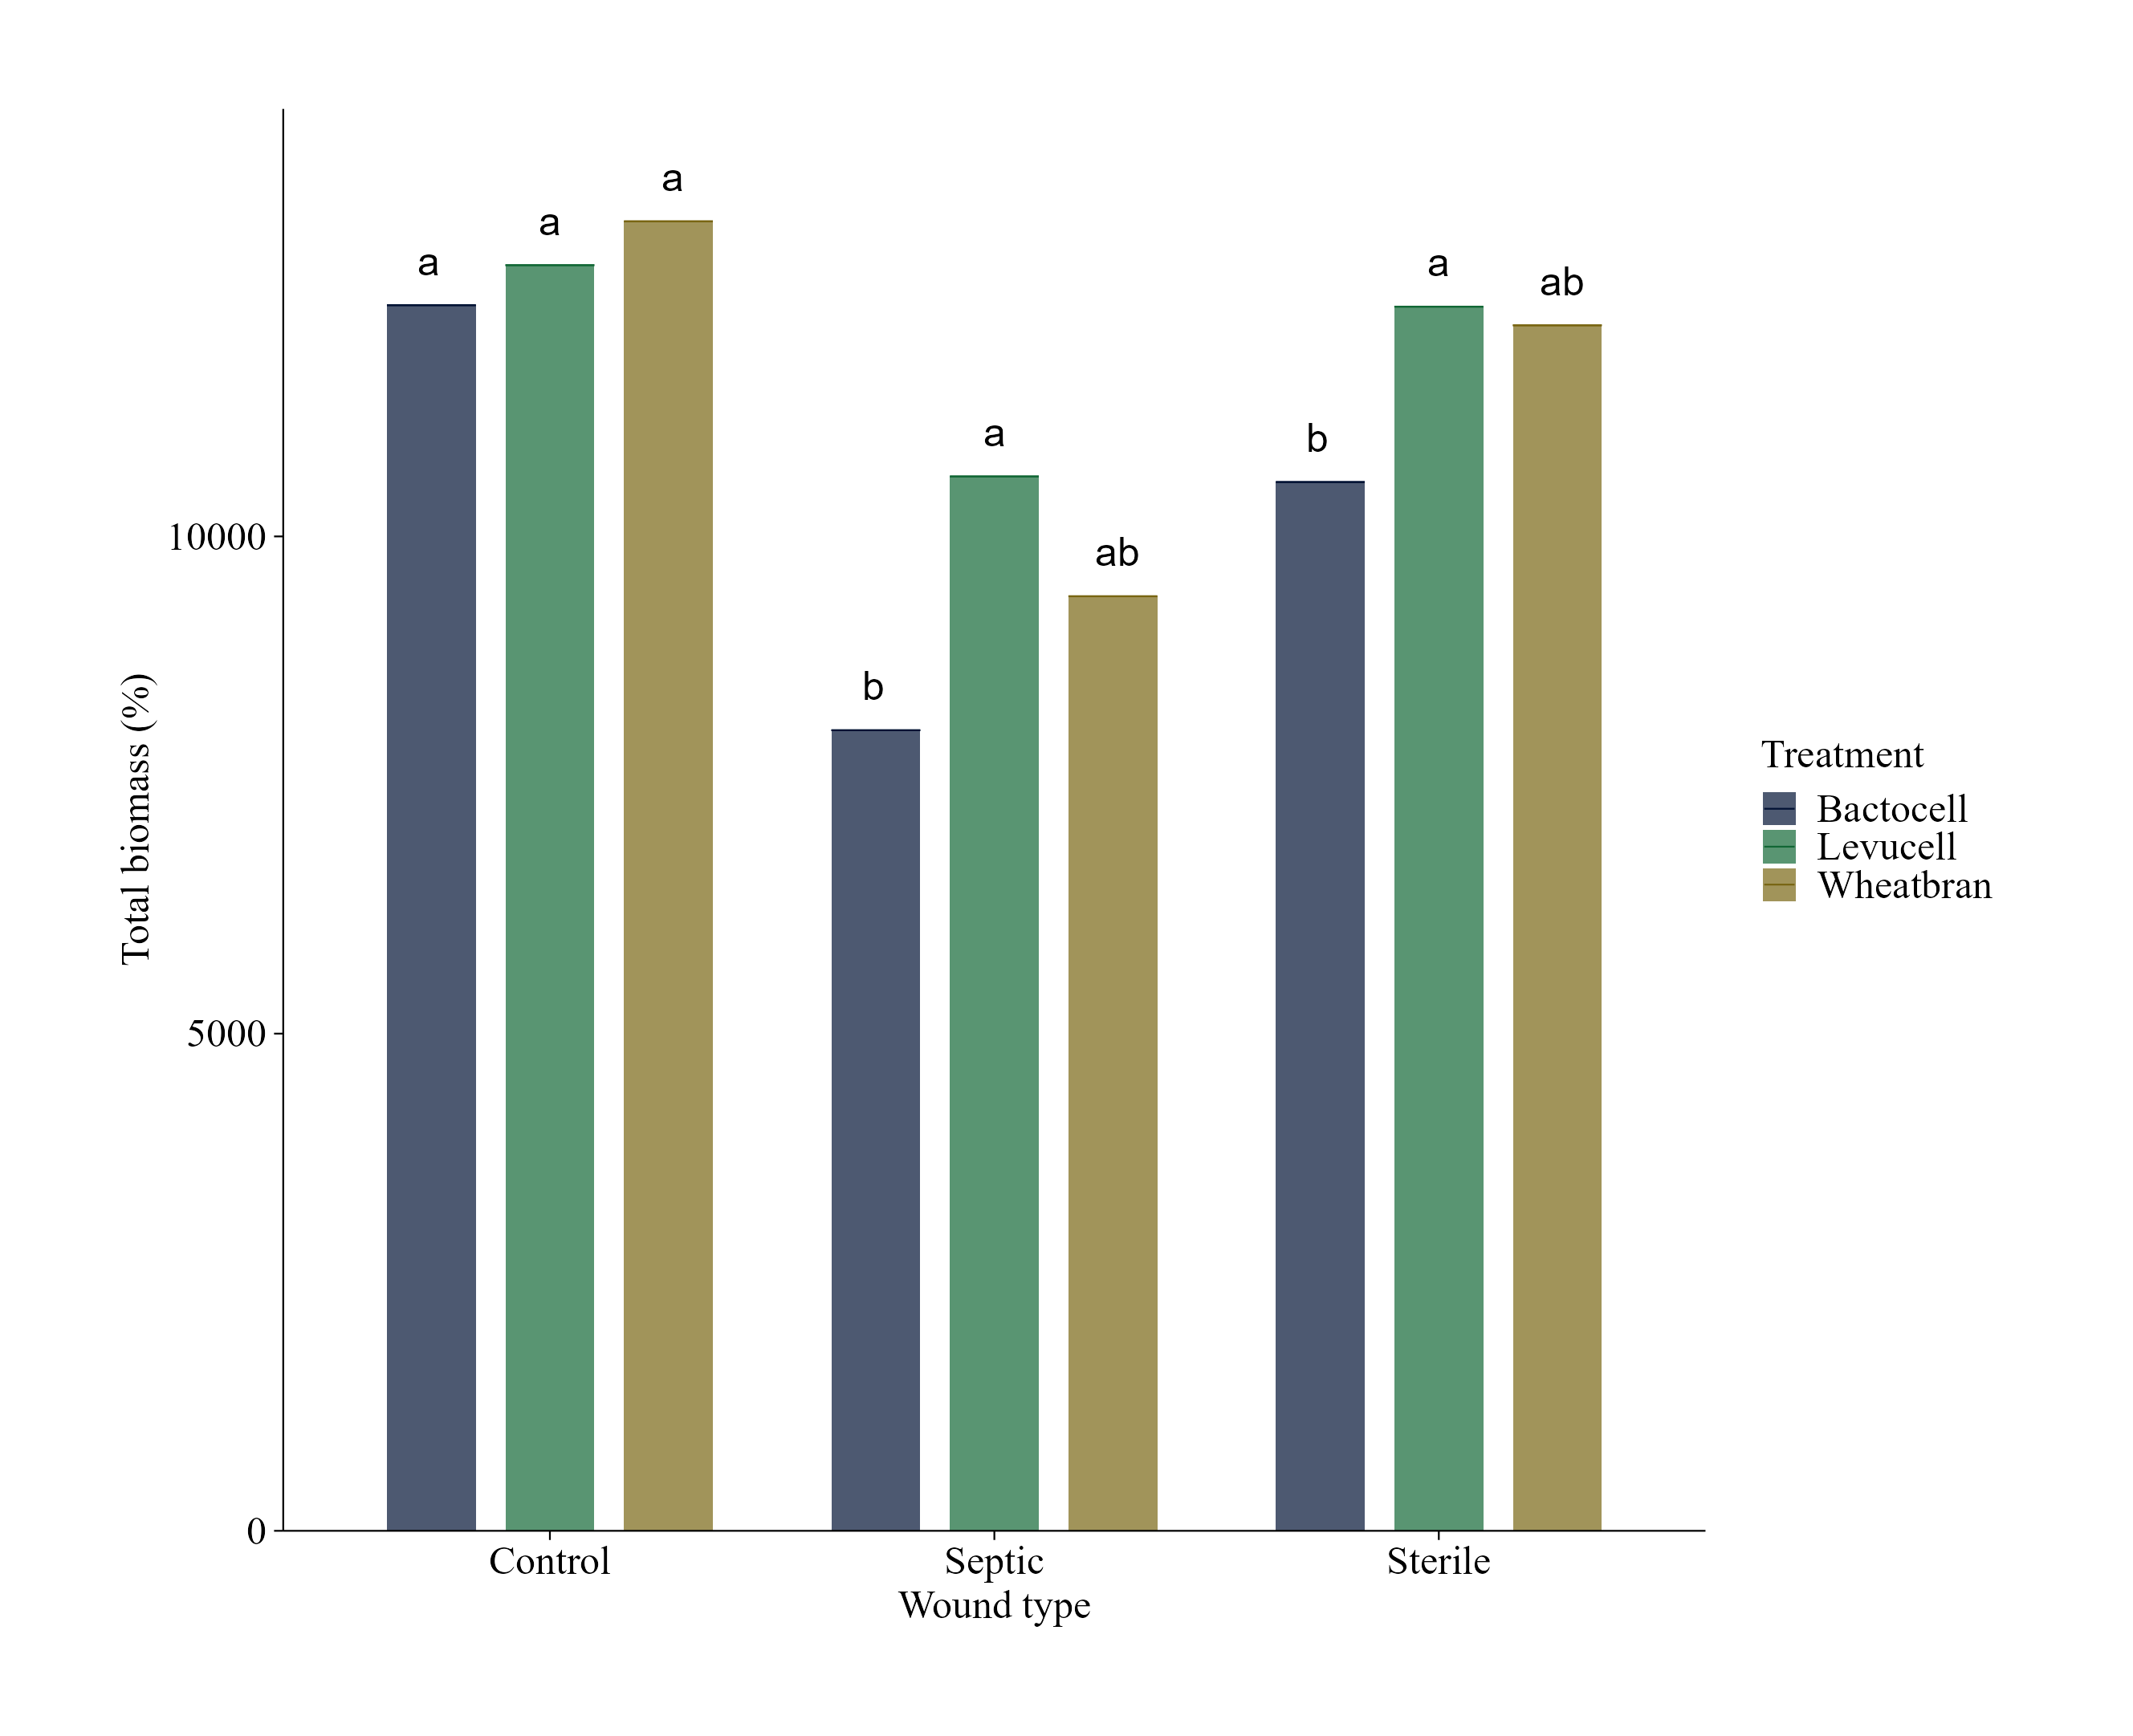 a
a
a
a
ab
b
a
ab
b
10000
5000
0
Total biomass (%)
Control
Septic
Sterile
Wound type
Treatment
Bactocell
Levucell
Wheatbran